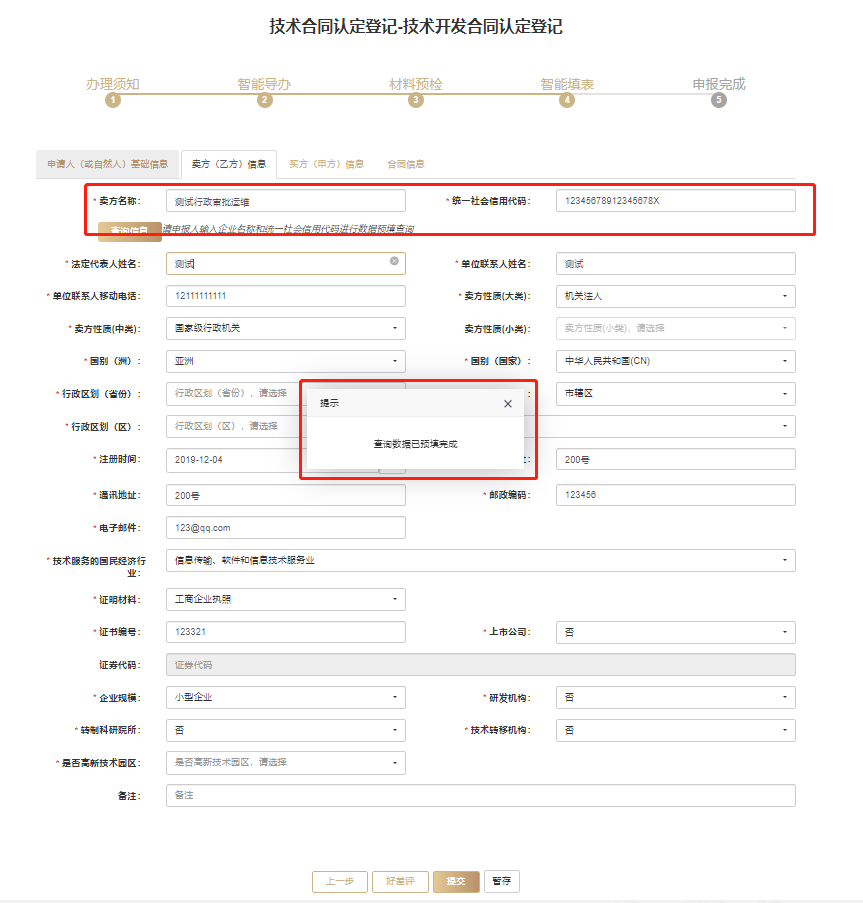 技术合同认定登记-技术开发合同认定登记
办理须知 智能导办 材料预检 智能填表 申报完成
1 2 3 4 5
申请人（或自然人）基础信息 卖方（乙方）信息 买方（甲方）信息 合同信息
* 卖方名称： 测试行政审批运维 * 统一社会信用代码： 12345678912345678X
查询信息 请申报人输入企业名称和统一社会信用代码进行数据预填查询
* 法定代表人姓名： 测试 * 单位联系人姓名： 测试
* 单位联系人移动电话： 12111111111 * 卖方性质(大类)： 机关法人
* 卖方性质(中类)： 国家级行政机关 卖方性质(小类)： 卖方性质(小类)，请选择
* 国别（洲）： 亚洲 * 国别（国家）： 中华人民共和国(CN)
* 行政区划（省份）： 行政区划（省份），请选择 ： 市辖区
* 行政区划（区）： 行政区划（区），请选择
提示
查询数据已预填完成
* 注册时间： 2019-12-04 ： 200号
* 通讯地址： 200号 * 邮政编码： 123456
* 电子邮件： 123@qq.com
* 技术服务的国民经济行
业： 信息传输、软件和信息技术服务业
* 证明材料： 工商企业执照
* 证书编号： 123321 * 上市公司： 否
证券代码： 证券代码
* 企业规模： 小型企业 * 研发机构： 否
* 转制科研院所： 否 * 技术转移机构： 否
* 是否高新技术园区： 是否高新技术园区，请选择
备注： 备注
上一步 好差评 提交 暂存